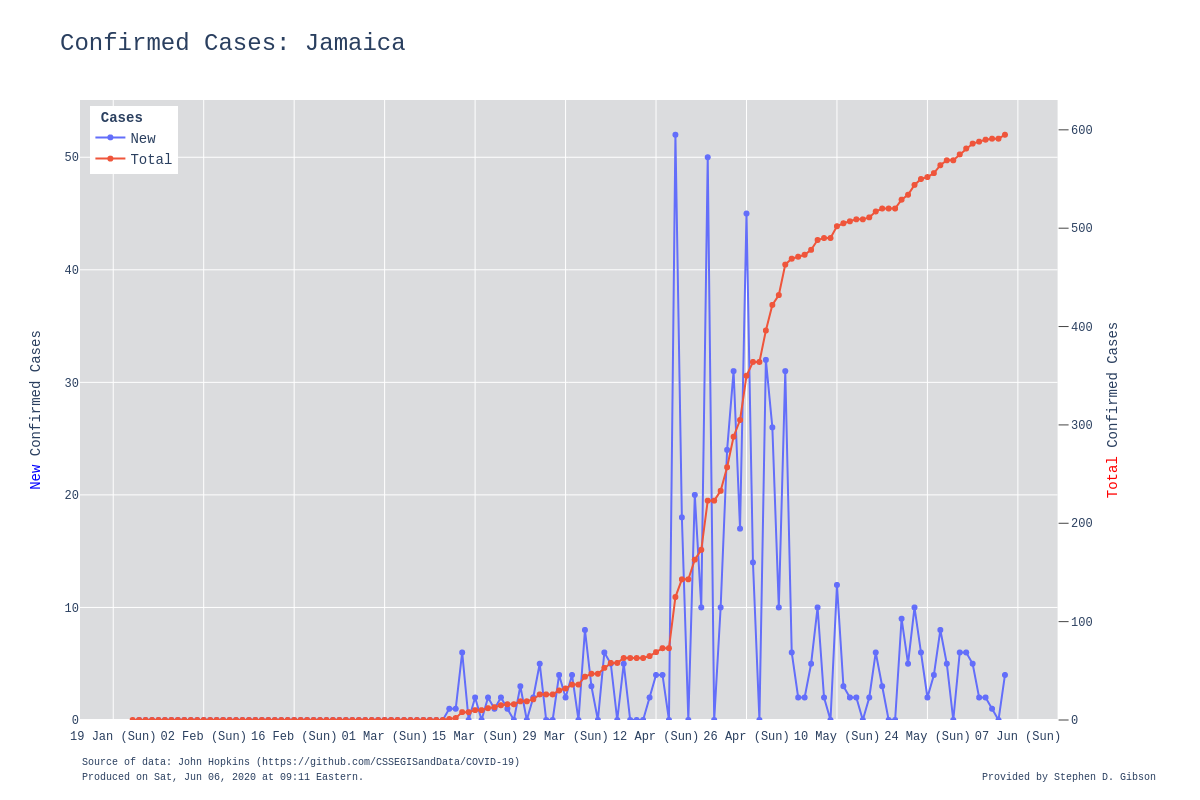 Confirmed Cases: Jamaica
Cases
New
Total
50
40
30
20
10
0
600
500
400
300
200
100
0
New Confirmed Cases
Total Confirmed Cases
19 Jan (Sun) 02 Feb (Sun) 16 Feb (Sun) 01 Mar (Sun) 15 Mar (Sun) 29 Mar (Sun) 12 Apr (Sun) 26 Apr (Sun) 10 May (Sun) 24 May (Sun) 07 Jun (Sun)
Source of data: John Hopkins (https://github.com/CSSEGISandData/COVID-19)
Produced on Sat, Jun 06, 2020 at 09:11 Eastern.
Provided by Stephen D. Gibson